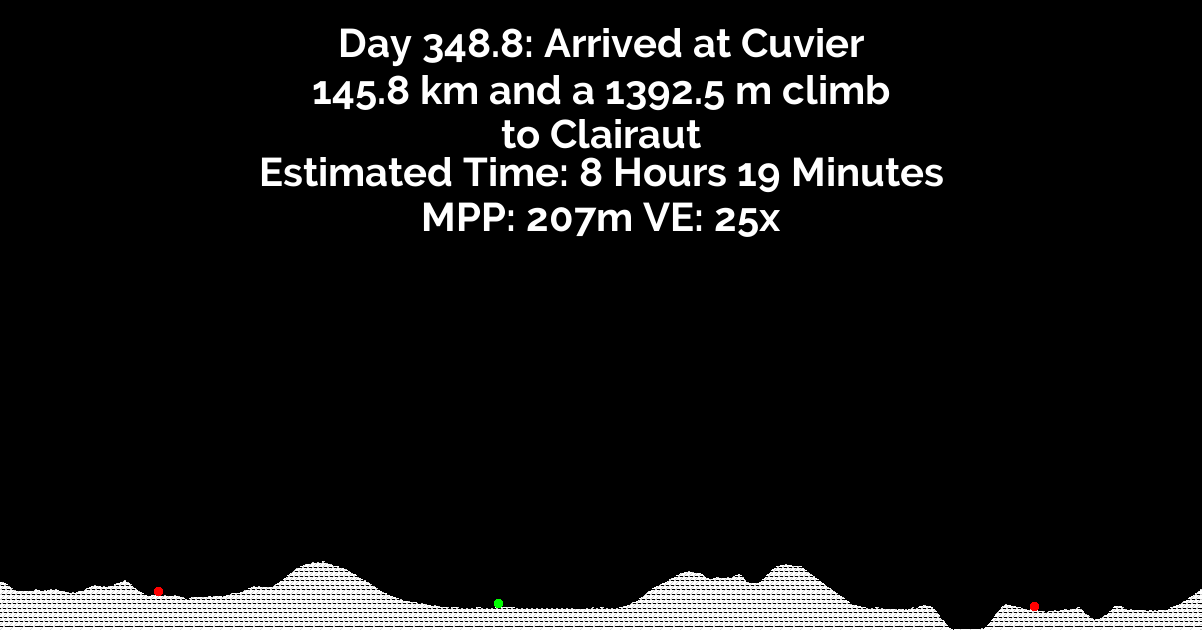 Day 348.8: Arrived at Cuvier
145.8 km and a 1392.5 m climb
to Clairaut
Estimated Time: 8 Hours 19 Minutes
MPP: 207m VE: 25x